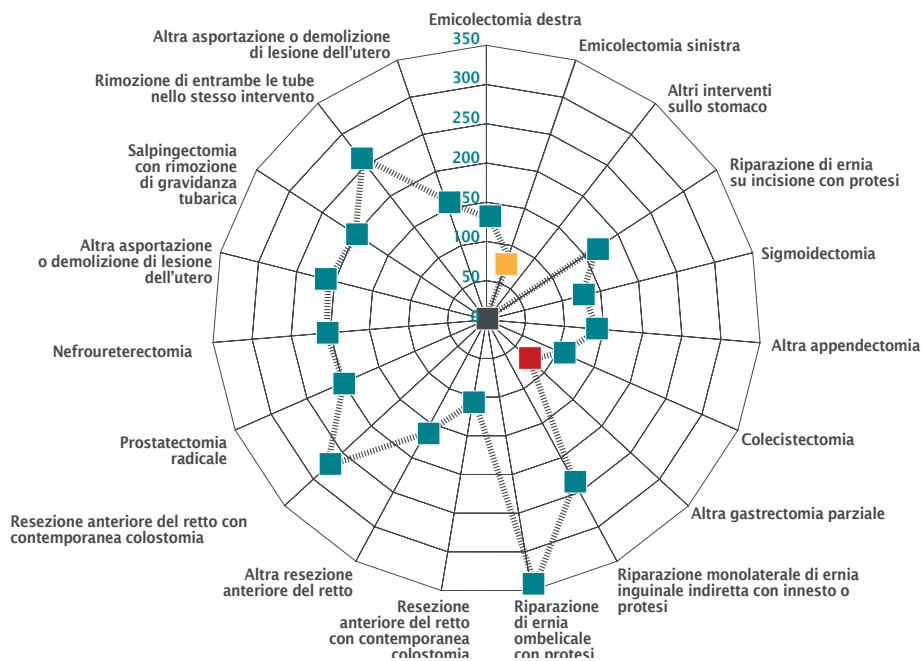 Emicolectomia destra
Emicolectomia sinistra
Altri interventi
sullo stomaco
Riparazione di ernia
su incisione con protesi
Sigmoidectomia
Altra appendectomia
Colecistectomia
Altra gastrectomia parziale
Riparazione monolaterale di ernia
inguinale indiretta con innesto o
protesi
Riparazione
di ernia
ombelicale
con protesi
Resezione
anteriore del retto
con contemporanea
colostomia
Altra resezione
anteriore del retto
Resezione anteriore del retto con
contemporanea colostomia
Prostatectomia
radicale
Nefroureterectomia
Altra asportazione
o demolizione di lesione
dell'utero
Salpingectomia
con rimozione
di gravidanza
tubarica
Rimozione di entrambe le tube
nello stesso intervento
Altra asportazione o demolizione
di lesione dell'utero
350
300
250
200
150
100
50
0